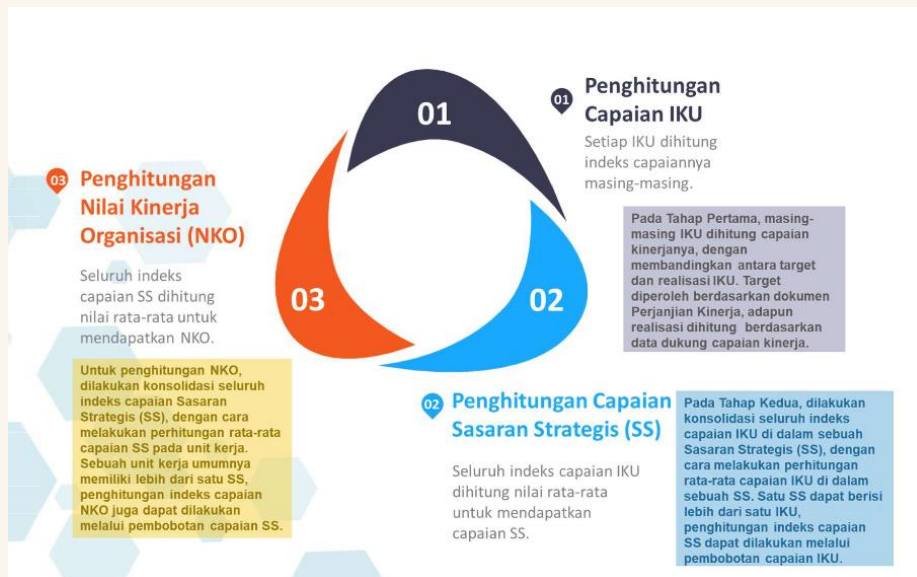 01
02
03
01
Penghitungan
Capaian IKU
Setiap IKU dihitung
indeks capaiannya
masing-masing.
Pada Tahap Pertama, masing-
masing IKU dihitung capaian
kinerjanya, dengan
membandingkan antara target
dan realisasi IKU. Target
diperoleh berdasarkan dokumen
Perjanjian Kinerja, adapun
realisasi dihitung berdasarkan
data dukung capaian kinerja.
02
Penghitungan Capaian
Sasaran Strategis (SS)
Seluruh indeks capaian IKU
dihitung nilai rata-rata
untuk mendapatkan
capaian SS.
Pada Tahap Kedua, dilakukan
konsolidasi seluruh indeks
capaian IKU di dalam sebuah
Sasaran Strategis (SS), dengan
cara melakukan perhitungan
rata-rata capaian IKU di dalam
sebuah SS. Satu SS dapat berisi
lebih dari satu IKU,
penghitungan indeks capaian
SS dapat dilakukan melalui
pembobotan capaian IKU.
03
Penghitungan
Nilai Kinerja
Organisasi (NKO)
Seluruh indeks
capaian SS dihitung
nilai rata-rata untuk
mendapatkan NKO.
Untuk penghitungan NKO,
dilakukan konsolidasi seluruh
indeks capaian Sasaran
Strategis (SS), dengan cara
melakukan perhitungan rata-rata
capaian SS pada unit kerja.
Sebuah unit kerja umumnya
memiliki lebih dari satu SS,
penghitungan indeks capaian
NKO juga dapat dilakukan
melalui pembobotan capaian SS.